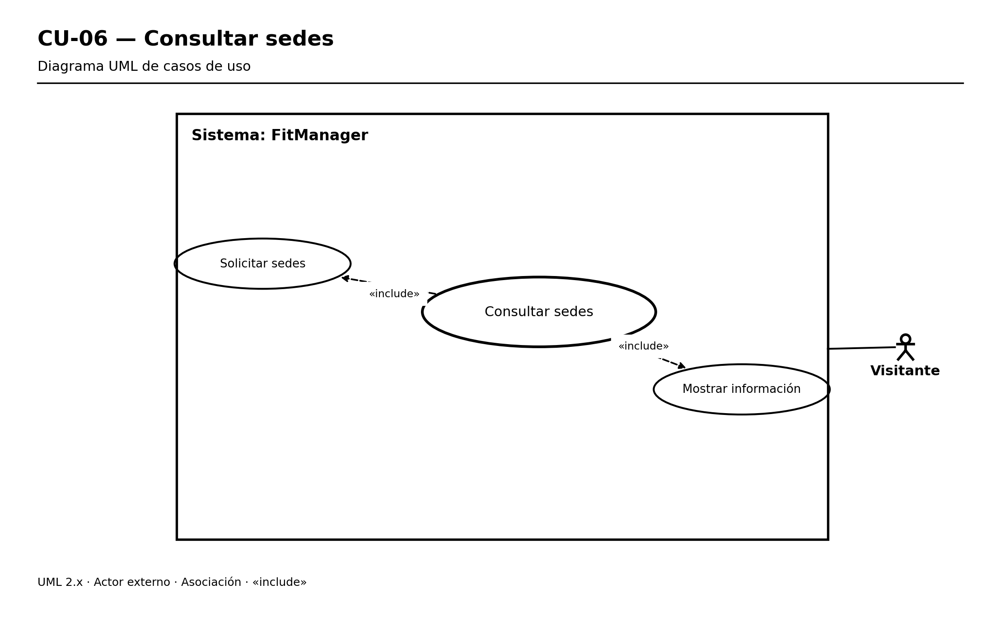 CU-06 — Consultar sedes
Diagrama UML de casos de uso
Sistema: FitManager
Solicitar sedes
«include»
Consultar sedes
«include»
Visitante
Mostrar información
UML 2.x · Actor externo · Asociación · «include»